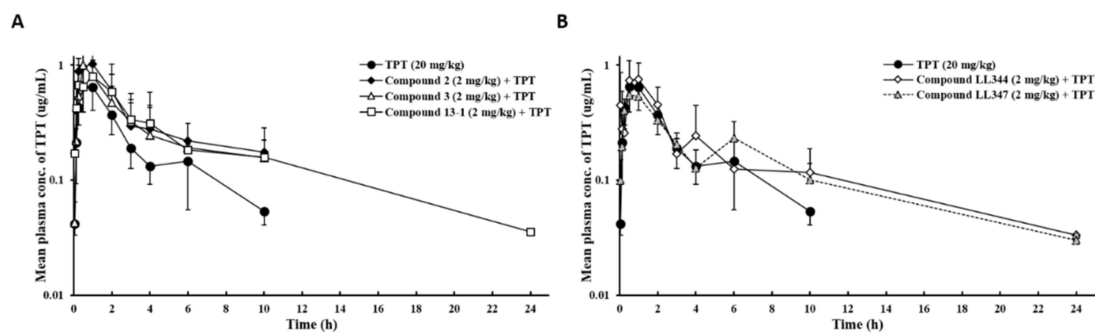 A
Mean plasma conc. of TPT (ug/mL)
1
0.1
0.01
0 2 4 6 8 10 12 14 16 18 20 22 24
Time (h)
TPT (20 mg/kg)
Compound 2 (2 mg/kg) + TPT
Compound 3 (2 mg/kg) + TPT
Compound 13-1 (2 mg/kg) + TPT
B
Mean plasma conc. of TPT (ug/mL)
1
0.1
0.01
0 2 4 6 8 10 12 14 16 18 20 22 24
Time (h)
TPT (20 mg/kg)
Compound LL344 (2 mg/kg) + TPT
Compound LL347 (2 mg/kg) + TPT